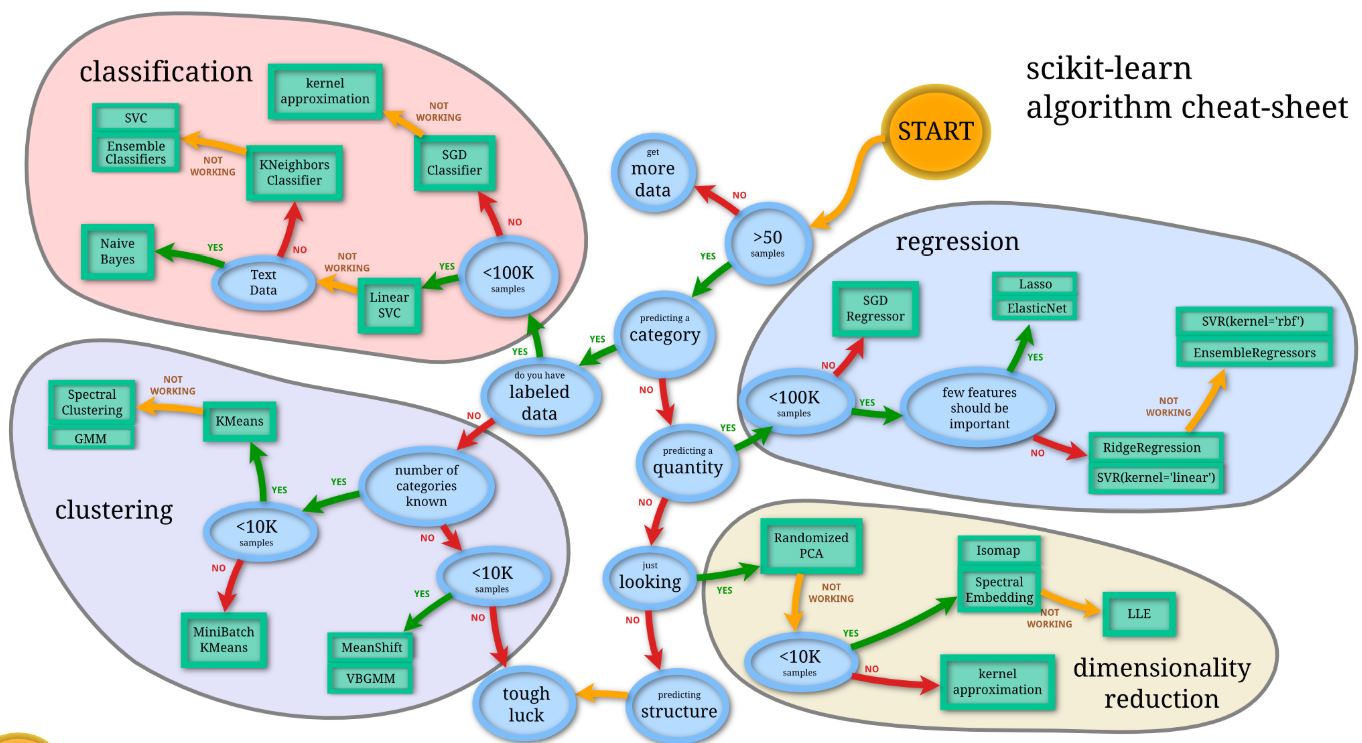 scikit-learn
algorithm cheat-sheet
START
get
more
data
NO
>50
samples
YES
predicting a
category
YES
NO
do you have
labeled
data
YES
NO
predicting a
quantity
YES
NO
just
looking
YES
NO
predicting
structure
tough
luck
classification
kernel
approximation
NOT
WORKING
SGD
Classifier
NO
<100K
samples
YES
Linear
SVC
NOT
WORKING
Text
Data
YES
Naive
Bayes
NO
KNeighbors
Classifier
NOT
WORKING
SVC
Ensemble
Classifiers
clustering
number of
categories
known
YES
NO
<10K
samples
YES
KMeans
NOT
WORKING
Spectral
Clustering
GMM
NO
MiniBatch
KMeans
<10K
samples
YES
MeanShift
VBGMM
NO
regression
<100K
samples
NO
SGD
Regressor
YES
few features
should be
important
YES
Lasso
ElasticNet
NO
RidgeRegression
SVR(kernel='linear')
NOT
WORKING
SVR(kernel='rbf')
EnsembleRegressors
dimensionality
reduction
Randomized
PCA
NOT
WORKING
<10K
samples
YES
Isomap
Spectral
Embedding
NOT
WORKING
LLE
NO
kernel
approximation